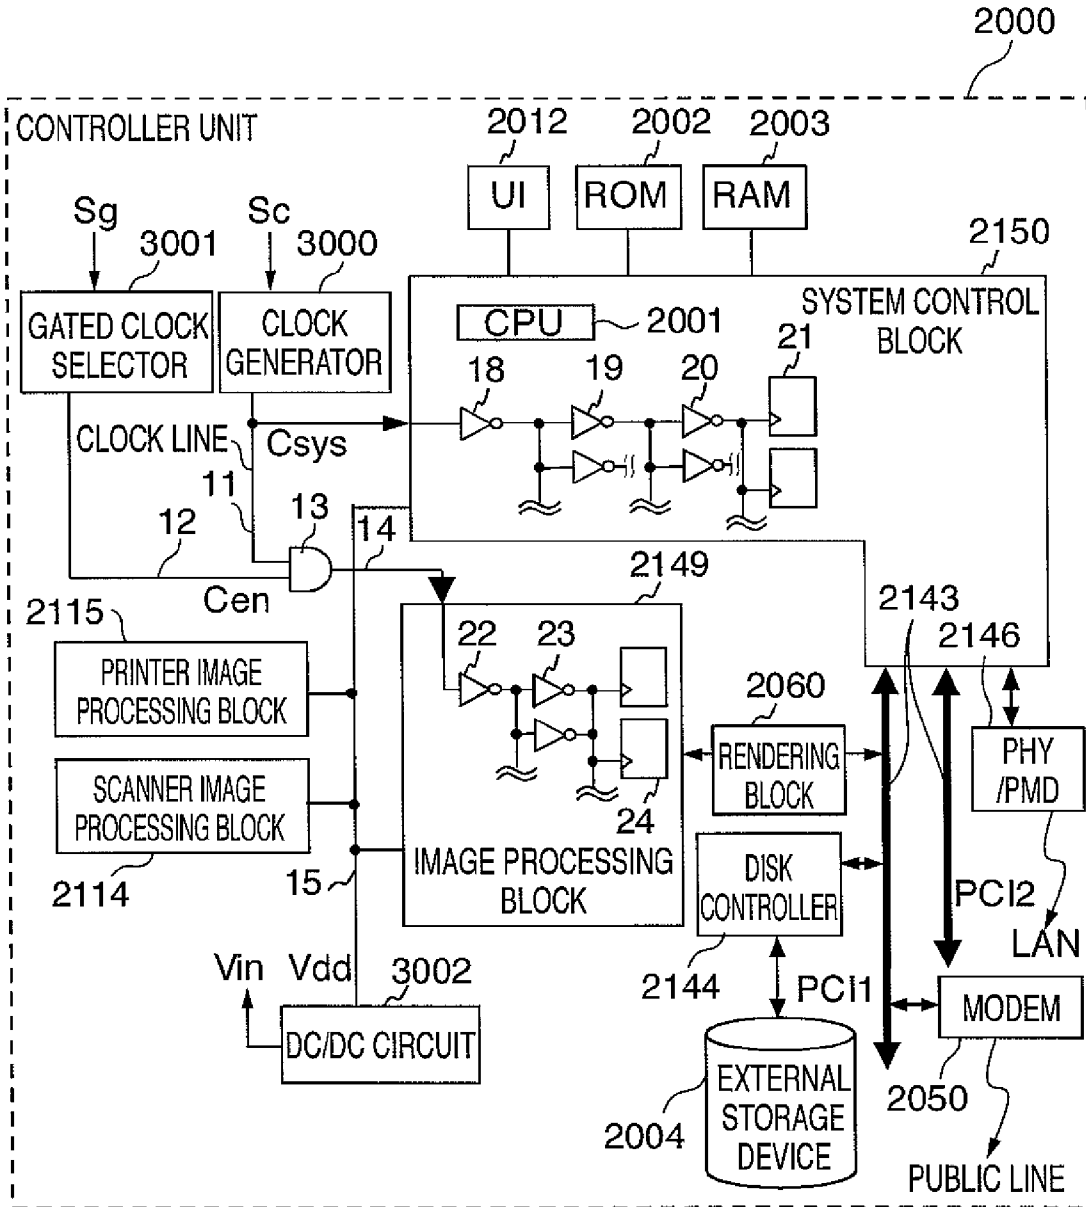 2000
CONTROLLER UNIT
2012
2002
2003
UI
ROM
RAM
Sg
Sc
3001
3000
2150
GATED CLOCK
SELECTOR
CLOCK
GENERATOR
SYSTEM CONTROL
BLOCK
CPU
2001
21
18
19
20
CLOCK LINE
Csys
11
13
12
14
Cen
2149
2143
2146
2115
PRINTER IMAGE
PROCESSING BLOCK
22
23
2060
RENDERING
BLOCK
PHY
/PMD
SCANNER IMAGE
PROCESSING BLOCK
2114
15
24
IMAGE PROCESSING
BLOCK
DISK
CONTROLLER
PCI2
LAN
Vin
Vdd
3002
2144
PCI1
DC/DC CIRCUIT
MODEM
2050
EXTERNAL
STORAGE
DEVICE
2004
PUBLIC LINE